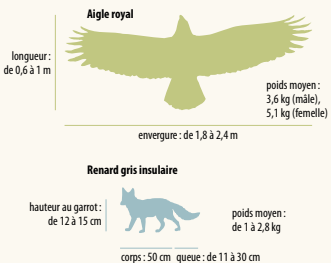 Aigle royal
longueur :
de 0,6 à 1 m
poids moyen :
3,6 kg (mâle),
5,1 kg (femelle)
envergure : de 1,8 à 2,4 m
Renard gris insulaire
hauteur au garrot :
de 12 à 15 cm
poids moyen :
de 1 à 2,8 kg
corps : 50 cm queue : de 11 à 30 cm